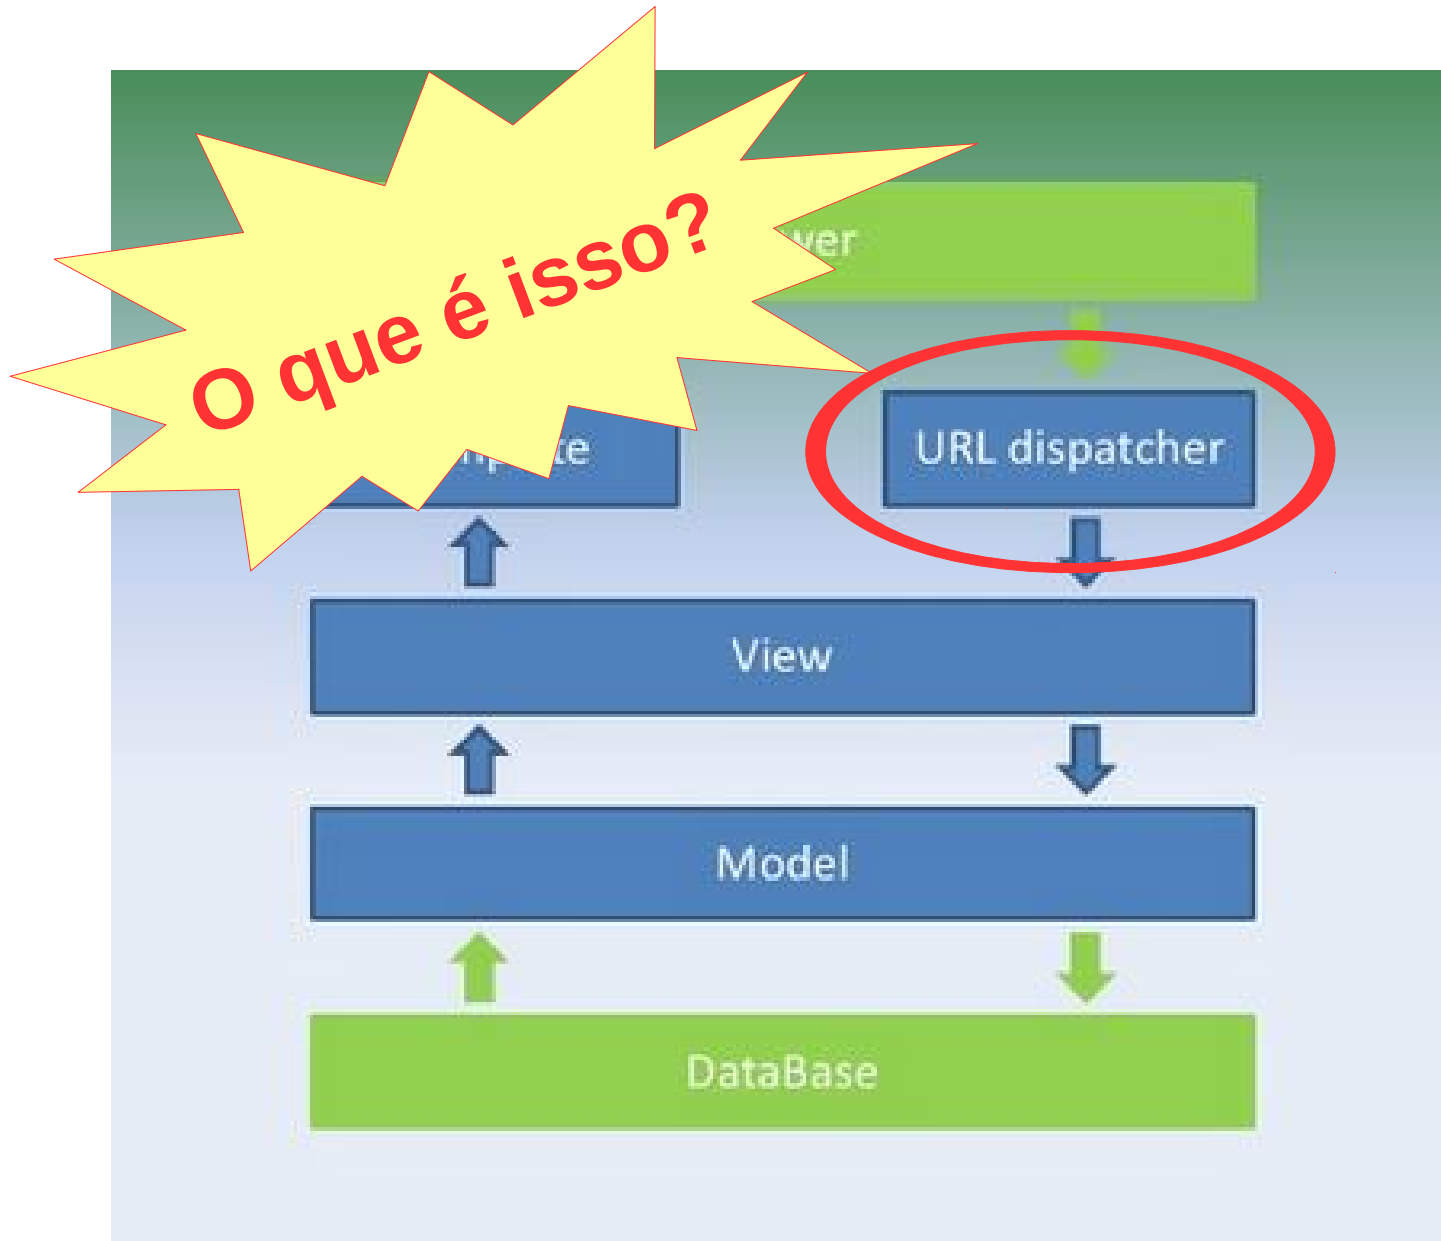 O que é isso?
URL dispatcher
View
Model
DataBase